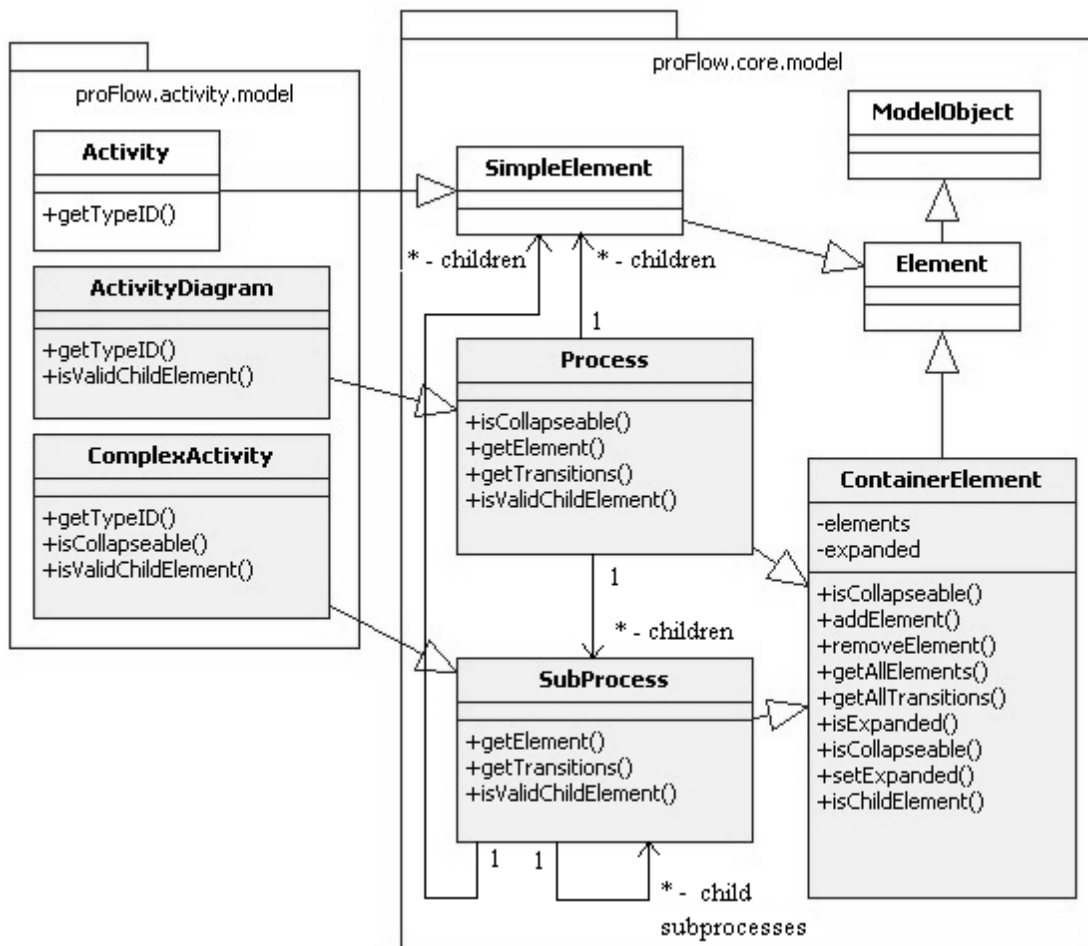 proFlow.activity.model
Activity
+getTypeID()
ActivityDiagram
+getTypeID()
+isValidChildElement()
ComplexActivity
+getTypeID()
+isCollapseable()
+isValidChildElement()
proFlow.core.model
ModelObject
SimpleElement
Element
* - children
* - children
1
Process
+isCollapseable()
+getElement()
+getTransitions()
+isValidChildElement()
1
* - children
SubProcess
+getElement()
+getTransitions()
+isValidChildElement()
1
1
* - child
subprocesses
ContainerElement
-elements
-expanded
+isCollapseable()
+addElement()
+removeElement()
+getAllElements()
+getAllTransitions()
+isExpanded()
+isCollapseable()
+setExpanded()
+isChildElement()